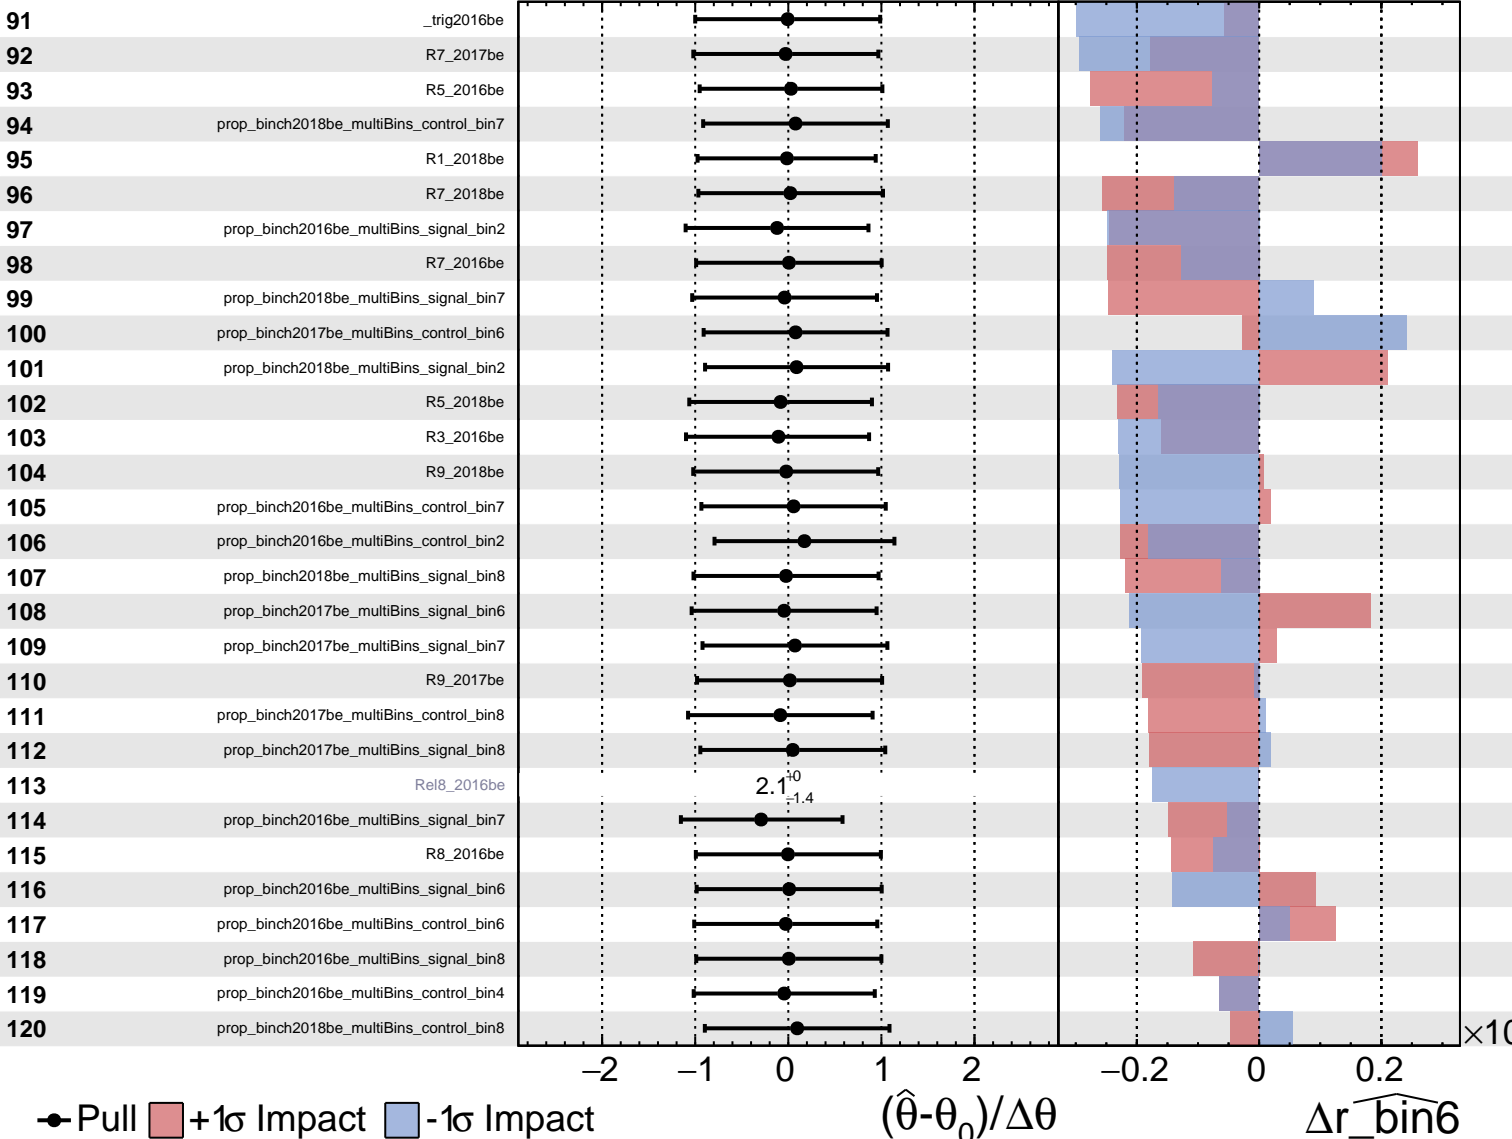 91 _trig2016be
92 R7_2017be
93 R5_2016be
94 prop_binch2018be_multiBins_control_bin7
95 R1_2018be
96 R7_2018be
97 prop_binch2016be_multiBins_signal_bin2
98 R7_2016be
99 prop_binch2018be_multiBins_signal_bin7
100 prop_binch2017be_multiBins_control_bin6
101 prop_binch2018be_multiBins_signal_bin2
102 R5_2018be
103 R3_2016be
104 R9_2018be
105 prop_binch2016be_multiBins_control_bin7
106 prop_binch2016be_multiBins_control_bin2
107 prop_binch2018be_multiBins_signal_bin8
108 prop_binch2017be_multiBins_signal_bin6
109 prop_binch2017be_multiBins_signal_bin7
110 R9_2017be
111 prop_binch2017be_multiBins_control_bin8
112 prop_binch2017be_multiBins_signal_bin8
113 Rel8_2016be 2.1 +0 −1.4
114 prop_binch2016be_multiBins_signal_bin7
115 R8_2016be
116 prop_binch2016be_multiBins_signal_bin6
117 prop_binch2016be_multiBins_control_bin6
118 prop_binch2016be_multiBins_signal_bin8
119 prop_binch2016be_multiBins_control_bin4
120 prop_binch2018be_multiBins_control_bin8 ×10
−2 −1 0 1 2 −0.2 0 0.2
Pull +1σ Impact -1σ Impact (θ̂-θ₀)/Δθ Δr_bin6